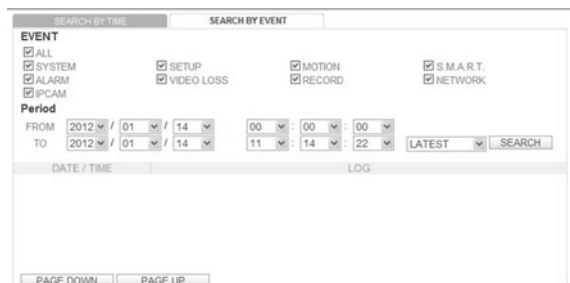 SEARCH BY TIME SEARCH BY EVENT
EVENT
ALL
SYSTEM SETUP MOTION S.M.A.R.T.
ALARM VIDEO LOSS RECORD NETWORK
IPCAM
Period
FROM 2012 / 01 / 14 00 : 00 : 00
TO 2012 / 01 / 14 11 : 14 : 22 LATEST SEARCH
DATE / TIME LOG
PAGE DOWN PAGE UP